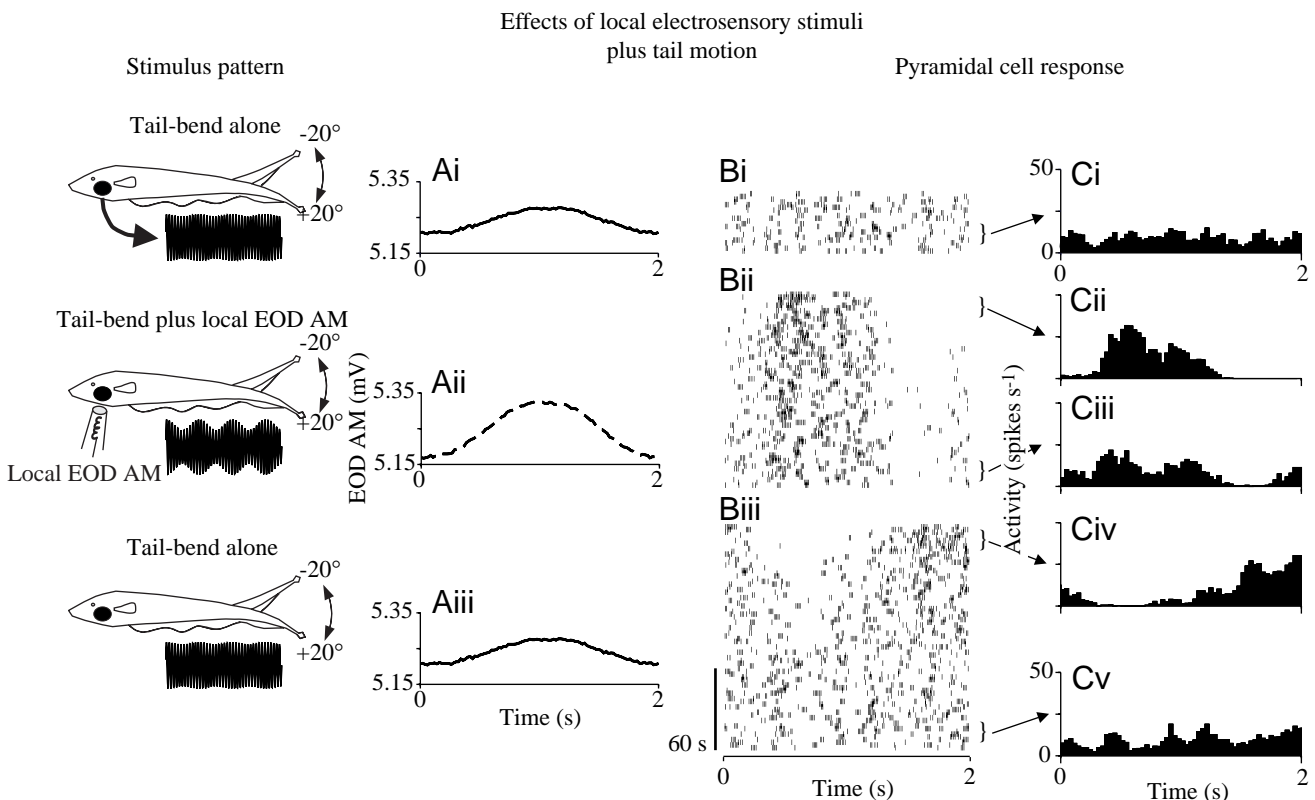 Effects of local electrosensory stimuli
plus tail motion
Stimulus pattern
Pyramidal cell response
Tail-bend alone
-20°
+20°
Ai
5.35
5.15
0
2
Bi
}
Ci
50
0
0
2
Tail-bend plus local EOD AM
-20°
+20°
Local EOD AM
EOD AM (mV)
Aii
5.35
5.15
0
2
Bii
}
}
Cii
Ciii
Activity (spikes s-1)
Tail-bend alone
-20°
+20°
Aiii
5.35
5.15
0
2
Time (s)
Biii
}
}
60 s
0
2
Time (s)
Civ
Cv
50
0
0
2
Time (s)